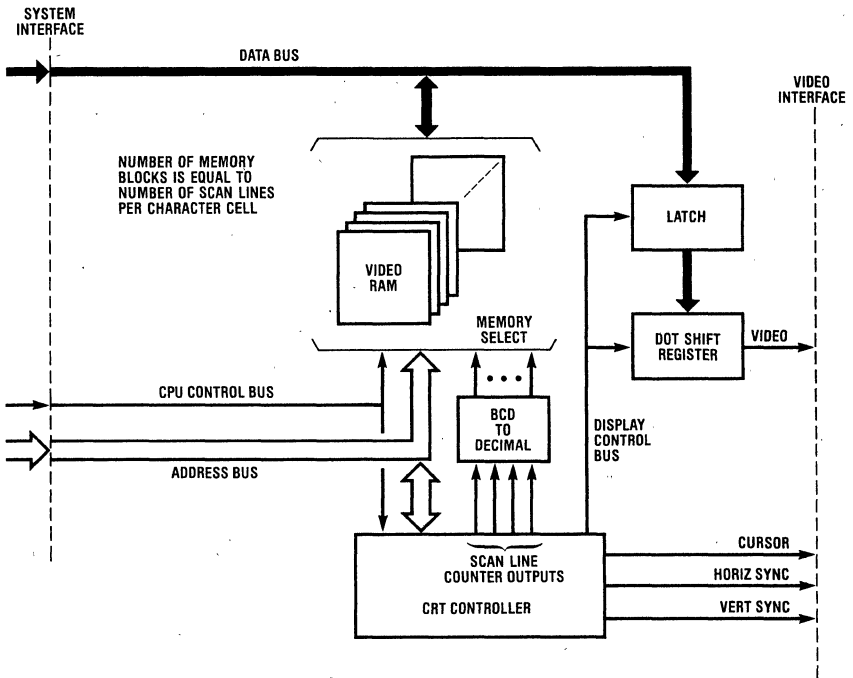 SYSTEM
INTERFACE
DATA BUS
VIDEO
INTERFACE
NUMBER OF MEMORY
BLOCKS IS EQUAL TO
NUMBER OF SCAN LINES
PER CHARACTER CELL
LATCH
VIDEO
RAM
MEMORY
SELECT
DOT SHIFT
REGISTER
VIDEO
CPU CONTROL BUS
BCD
TO
DECIMAL
DISPLAY
CONTROL
BUS
ADDRESS BUS
SCAN LINE
COUNTER OUTPUTS
CRT CONTROLLER
CURSOR
HORIZ SYNC
VERT SYNC